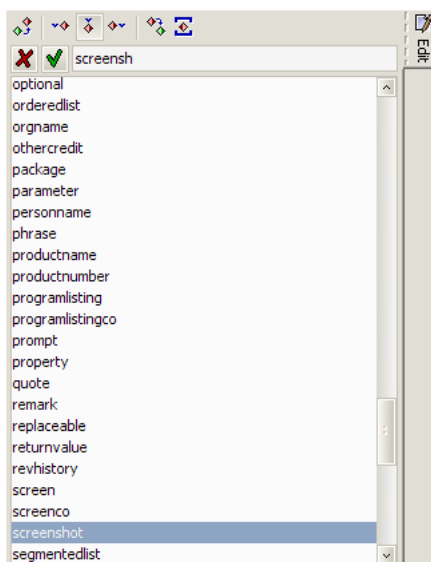 screensh
Edit
optional
orderedlist
orgname
othercredit
package
parameter
personname
phrase
productname
productnumber
programlisting
programlistingco
prompt
property
quote
remark
replaceable
returnvalue
revhistory
screen
screenco
screenshot
segmentedlist